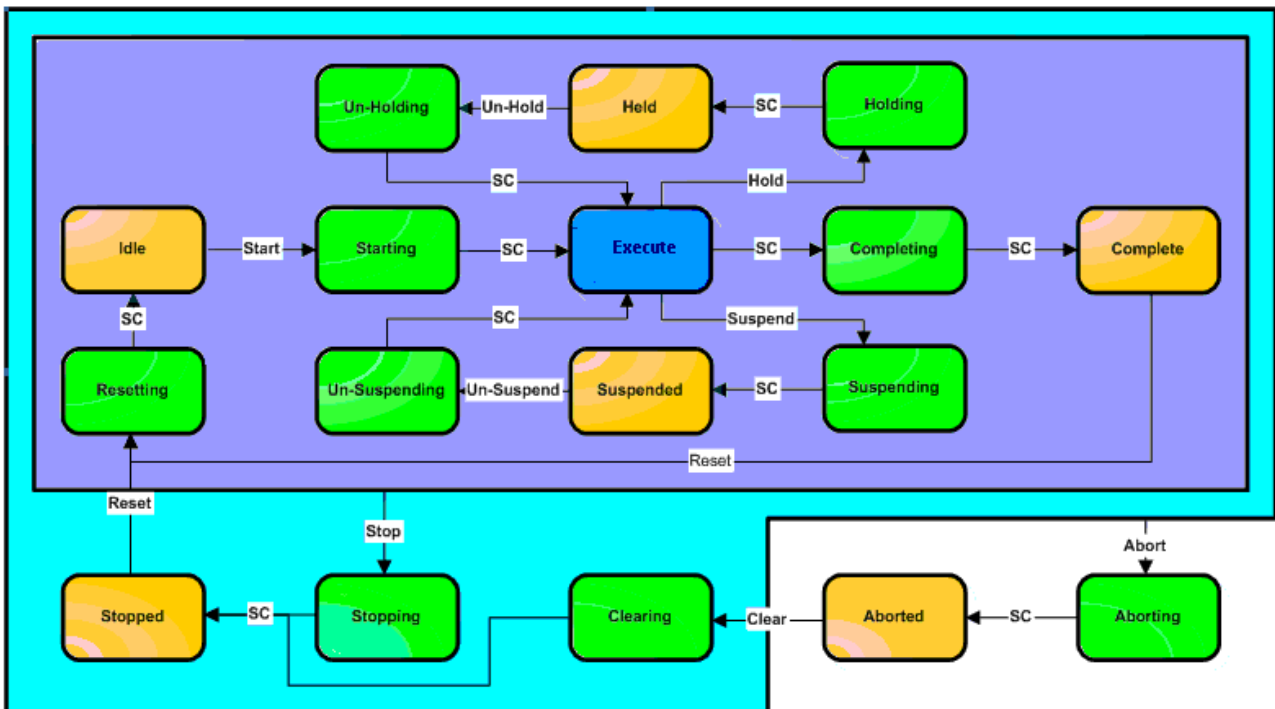 Un-Holding
Un-Hold
Held
SC
Holding
SC
Hold
Idle
Start
Starting
SC
Execute
SC
Completing
SC
Complete
SC
SC
Suspend
Resetting
Un-Suspending
Un-Suspend
Suspended
SC
Suspending
Reset
Reset
Stop
Abort
Stopped
SC
Stopping
Clearing
Clear
Aborted
SC
Aborting